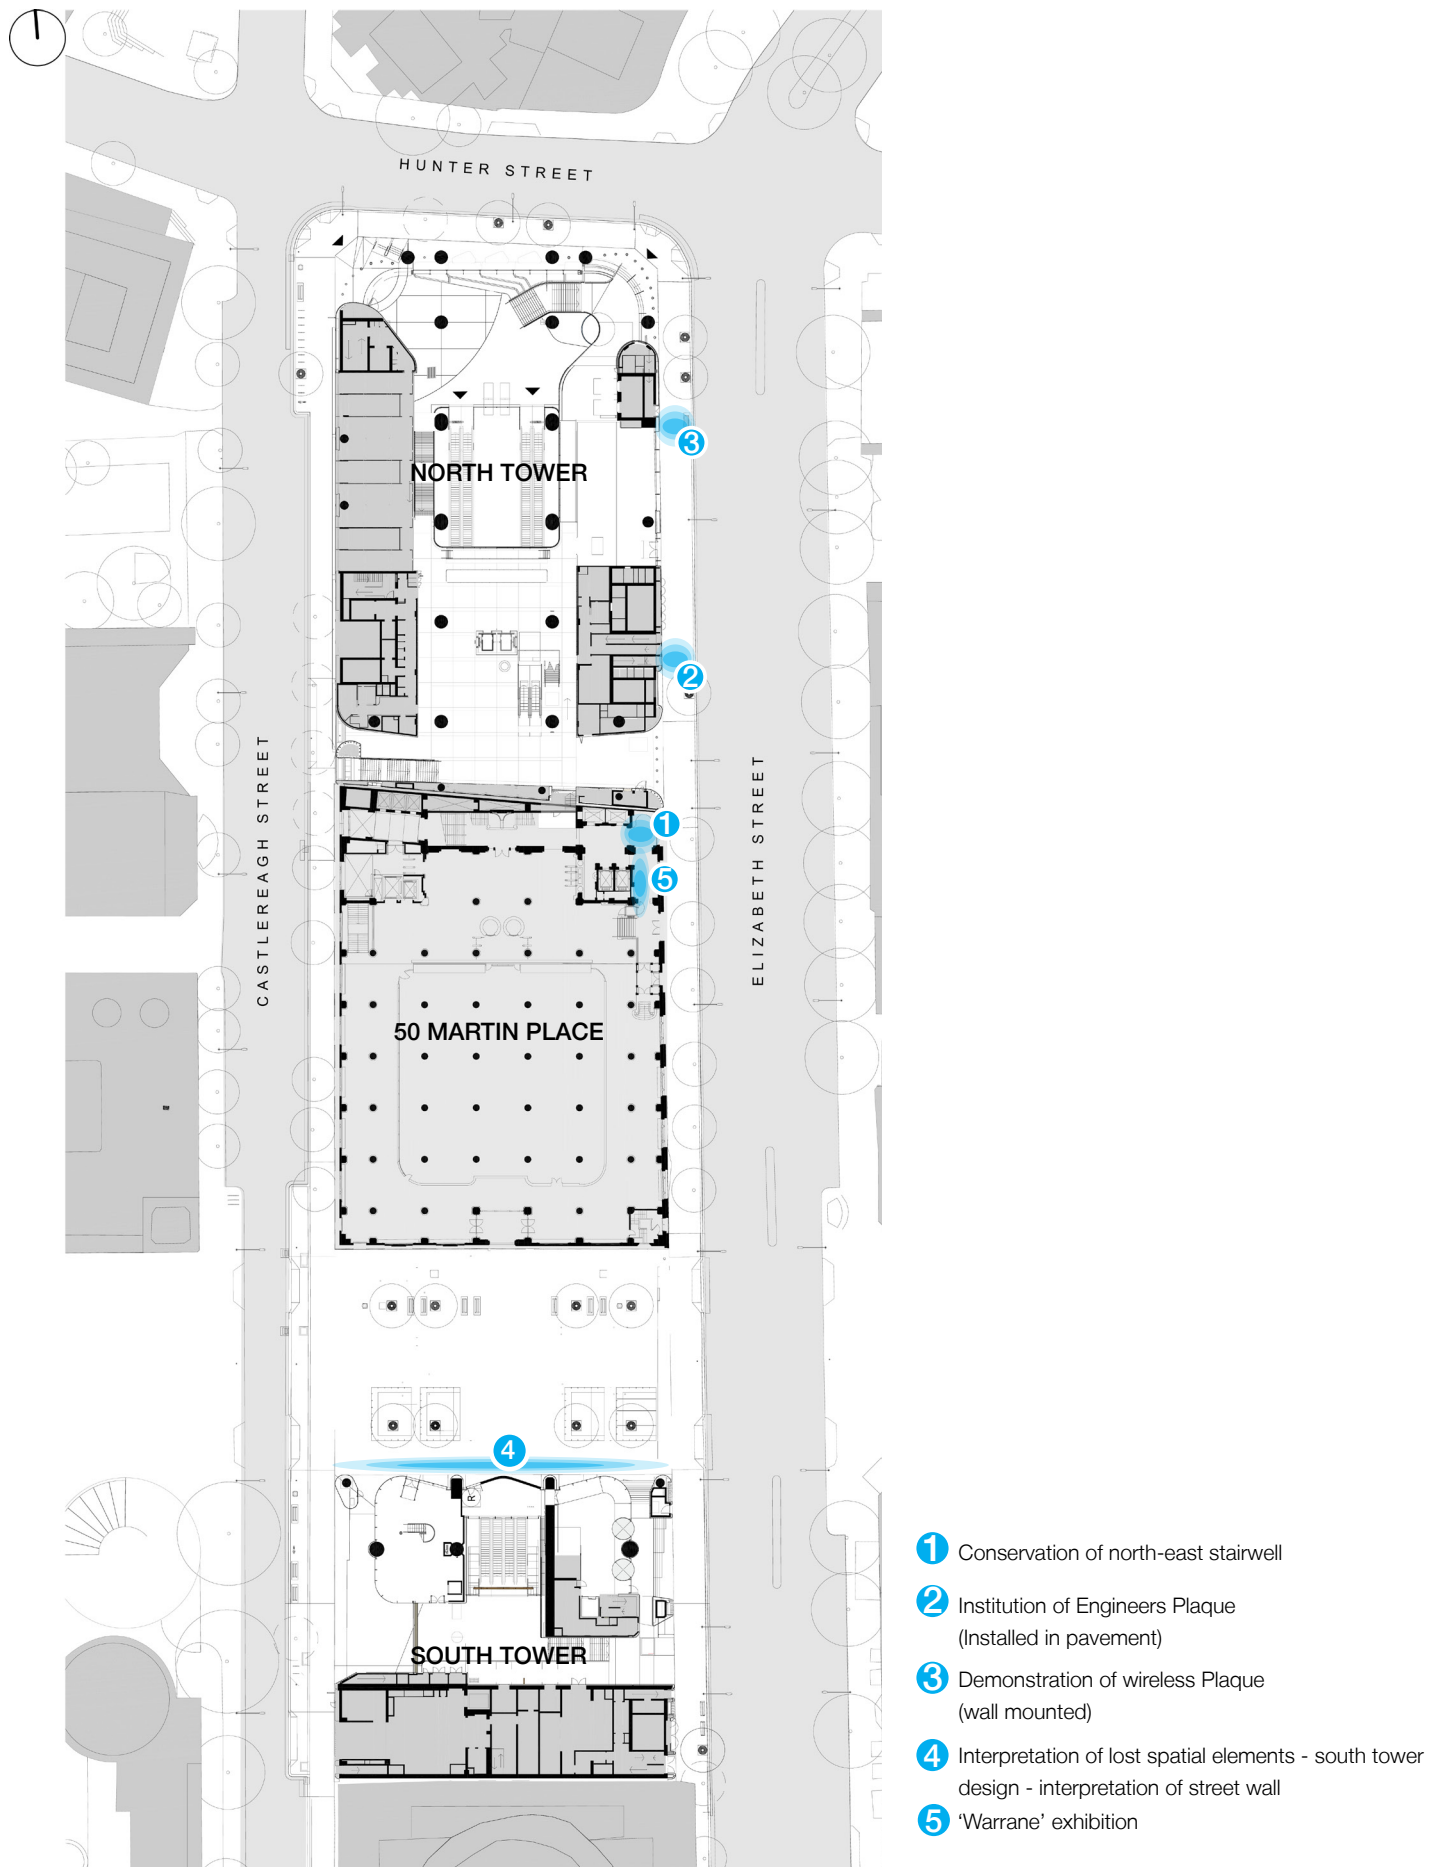 HUNTER STREET
3
NORTH TOWER
2
CASTLEREAGH STREET
ELIZABETH STREET
1
5
50 MARTIN PLACE
4
R
SOUTH TOWER
1 Conservation of north-east stairwell
2 Institution of Engineers Plaque
(Installed in pavement)
3 Demonstration of wireless Plaque
(wall mounted)
4 Interpretation of lost spatial elements - south tower
design - interpretation of street wall
5 ‘Warrane’ exhibition